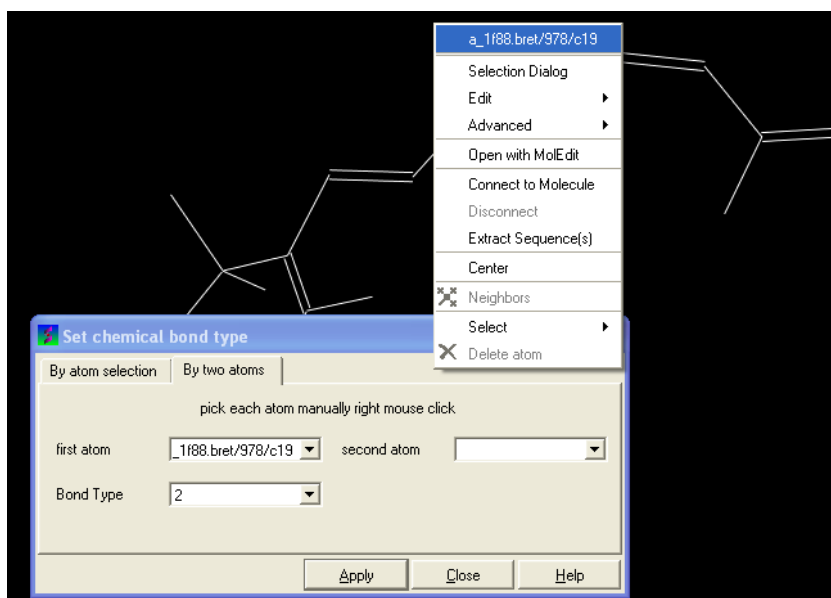 a_1f88.bret/978/c19
Selection Dialog
Edit
Advanced
Open with MolEdit
Connect to Molecule
Disconnect
Extract Sequence(s)
Center
Neighbors
Select
Delete atom
Set chemical bond type
By atom selection By two atoms
pick each atom manually right mouse click
first atom _1f88.bret/978/c19 second atom
Bond Type 2
Apply Close Help